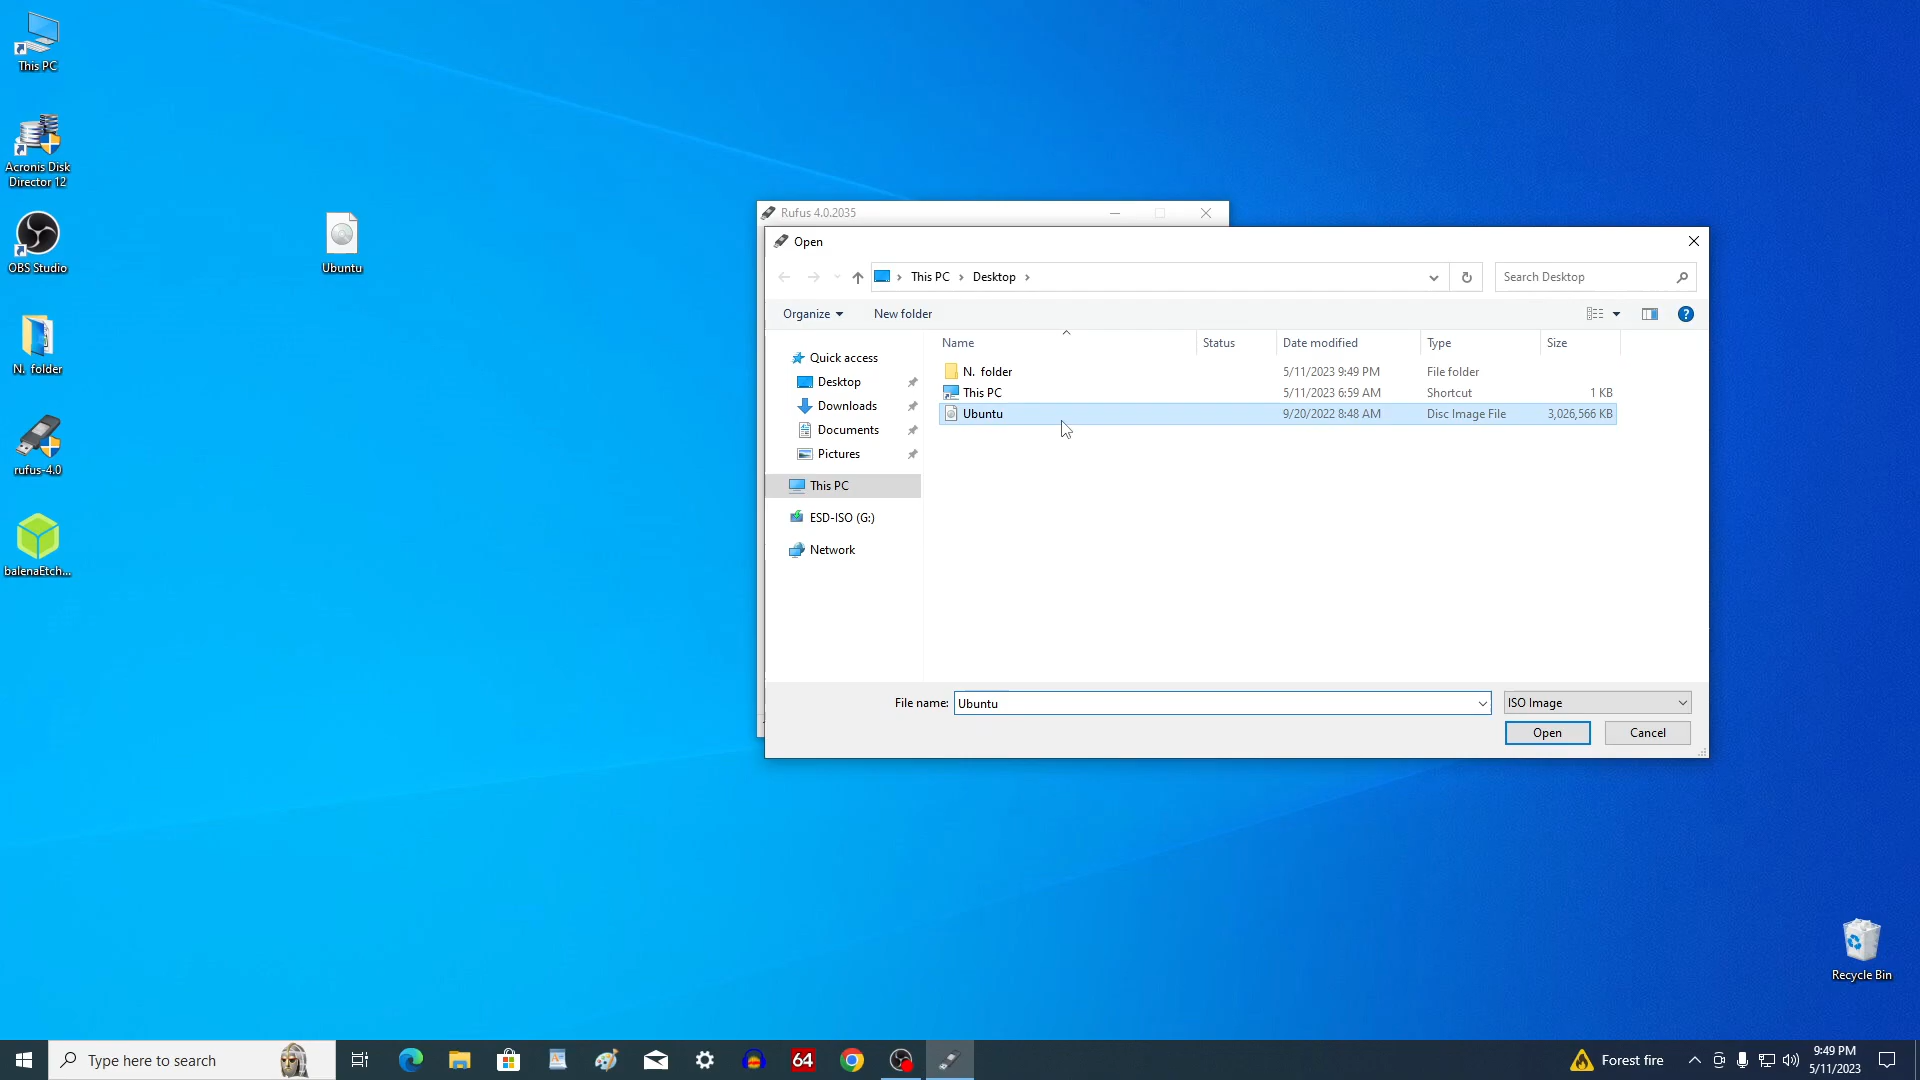 This PC
Acronis Disk
Director 12
OBS Studio
N. folder
rufus-4.0
balenaEtch...
Ubuntu
Rufus 4.0.2035
Open
This PC
Desktop
Search Desktop
Organize
New folder
Quick access
Desktop
Downloads
Documents
Pictures
This PC
ESD-ISO (G:)
Network
Name Status Date modified Type Size
N. folder 5/11/2023 9:49 PM File folder
This PC 5/11/2023 6:59 AM Shortcut 1 KB
Ubuntu 9/20/2022 8:48 AM Disc Image File 3,026,566 KB
File name: Ubuntu ISO Image
Open Cancel
Recycle Bin
Type here to search
64
Forest fire
9:49 PM
5/11/2023